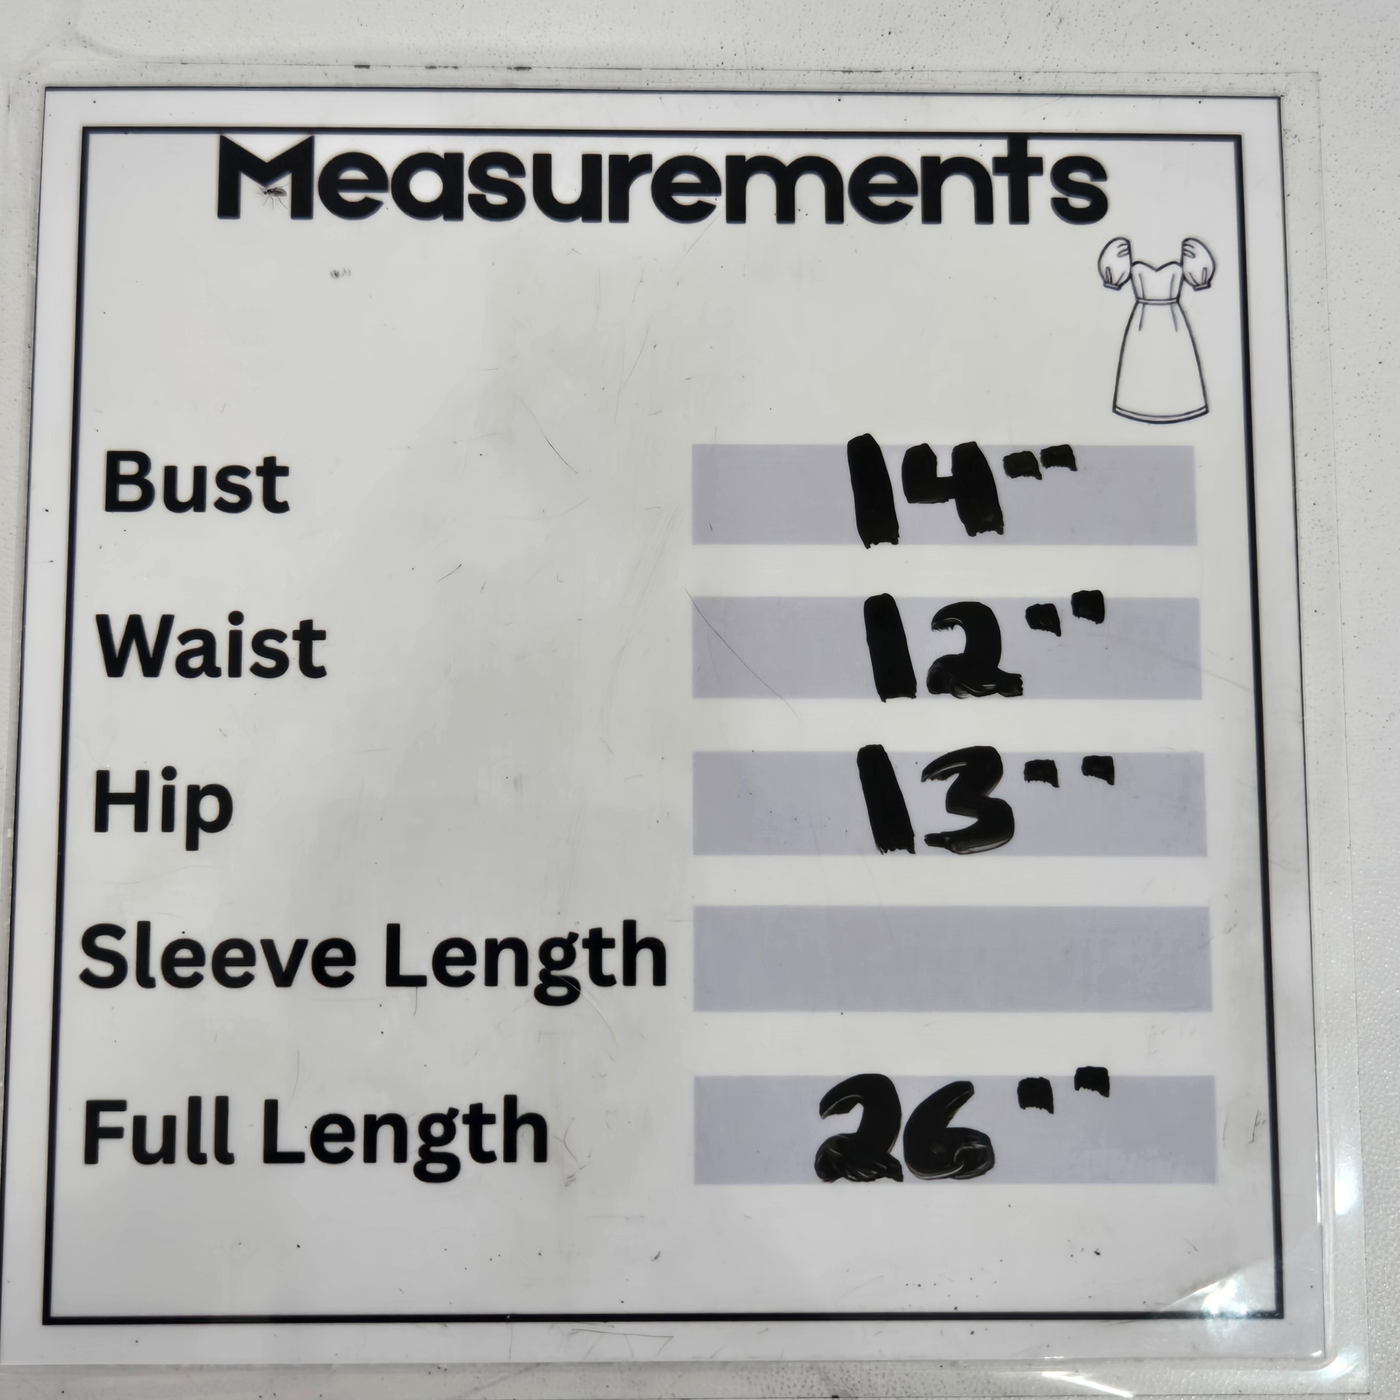 Measurements
Bust 14"
Waist 12"
Hip 13"
Sleeve Length
Full Length 26"